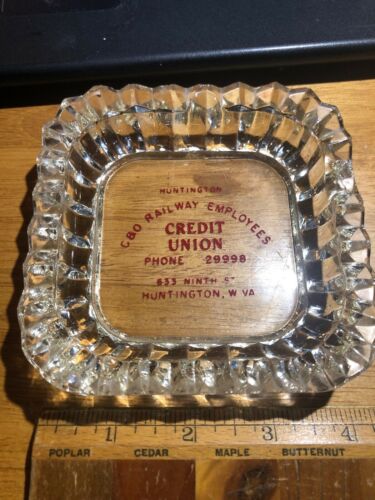 HUNTINGTON
C&O RAILWAY EMPLOYEES
CREDIT
UNION
PHONE 29998
633 NINTH ST
HUNTINGTON, W VA
1 2 3 4
POPLAR CEDAR MAPLE BUTTERNUT